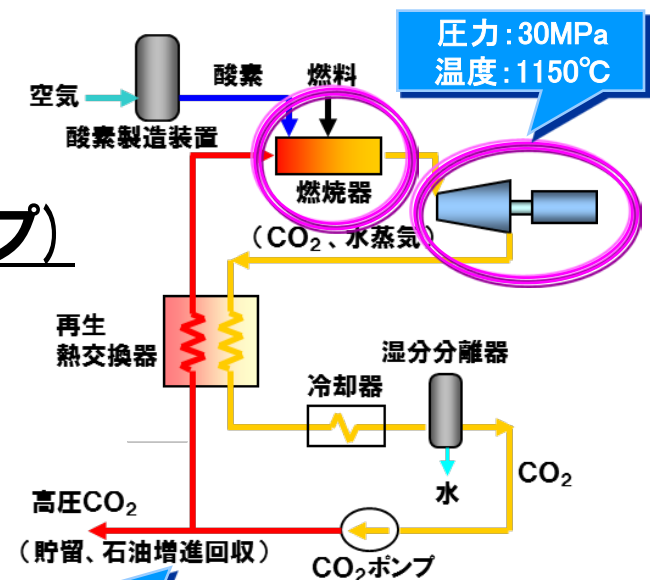 圧力：30MPa
温度：1150℃
酸素
燃料
空気
酸素製造装置
燃焼器
プ）
（CO₂、水蒸気）
再生
熱交換器
湿分分離器
冷却器
CO₂
水
高圧CO₂
（貯留、石油増進回収）
CO₂ポンプ